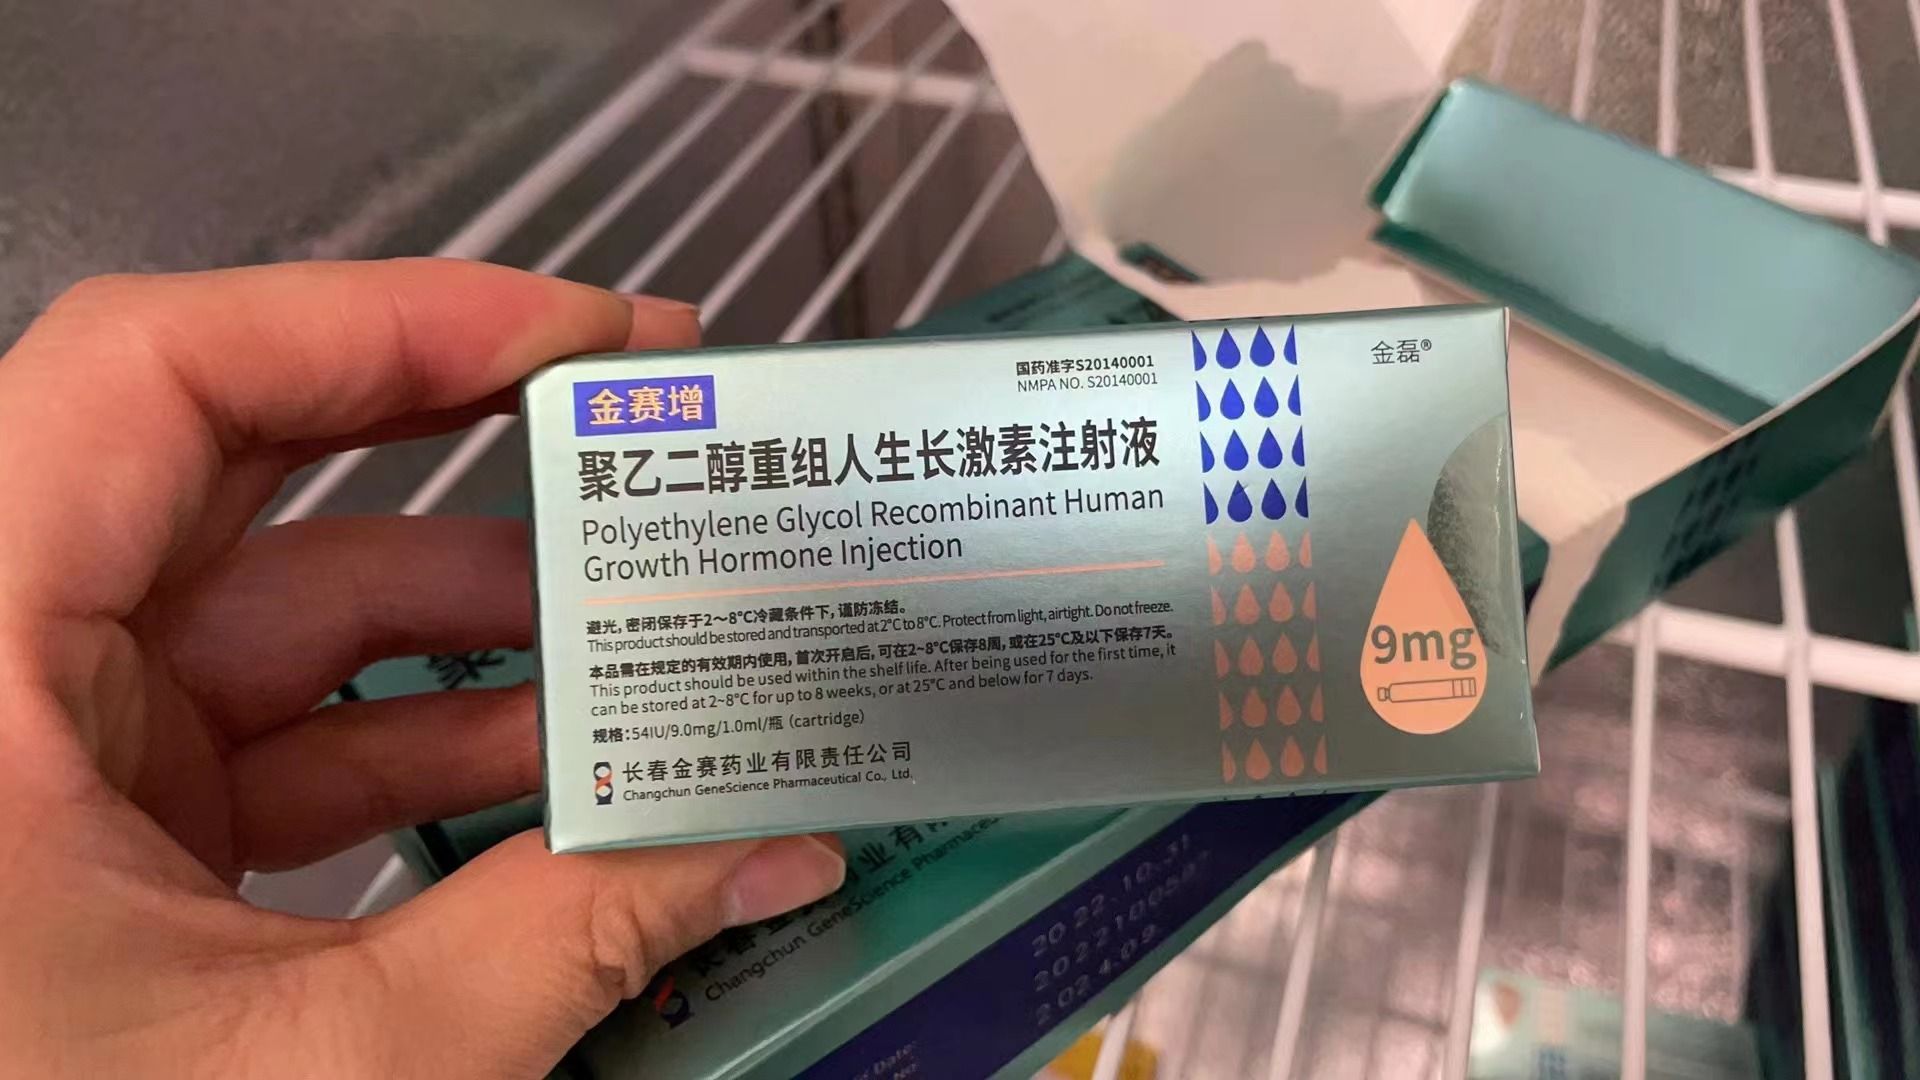 金赛增
国药准字S20140001
NMPA NO. S20140001
金磊®
聚乙二醇重组人生长激素注射液
Polyethylene Glycol Recombinant Human
Growth Hormone Injection
避光，密闭保存于2～8°C冷藏条件下，谨防冻结。
This product should be stored and transported at 2°C to 8°C. Protect from light, airtight. Do not freeze.
本品需在规定的有效期内使用，首次开启后，可在2~8°C保存8周，或在25°C及以下保存7天。
This product should be used within the shelf life. After being used for the first time, it
can be stored at 2~8°C for up to 8 weeks, or at 25°C and below for 7 days.
规格：54IU/9.0mg/1.0ml/瓶（cartridge）
长春金赛药业有限责任公司
Changchun GeneScience Pharmaceutical Co., Ltd.
9mg
Changchun GeneScience
2022.10.31
2024.09
Date: